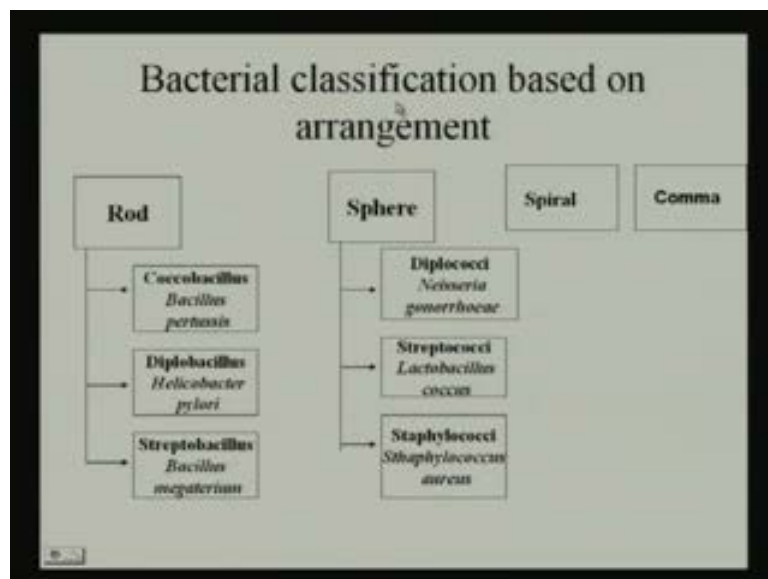 Bacterial classification based on
arrangement
Rod
Coccobacillus
Bacillus
pertussis
Diplobacillus
Helicobacter
pylori
Streptobacillus
Bacillus
megaterium
Sphere
Diplococci
Neisseria
gonorrhoeae
Streptococci
Lactobacillus
coccus
Staphylococci
Sthaphylococcus
aureus
Spiral
Comma